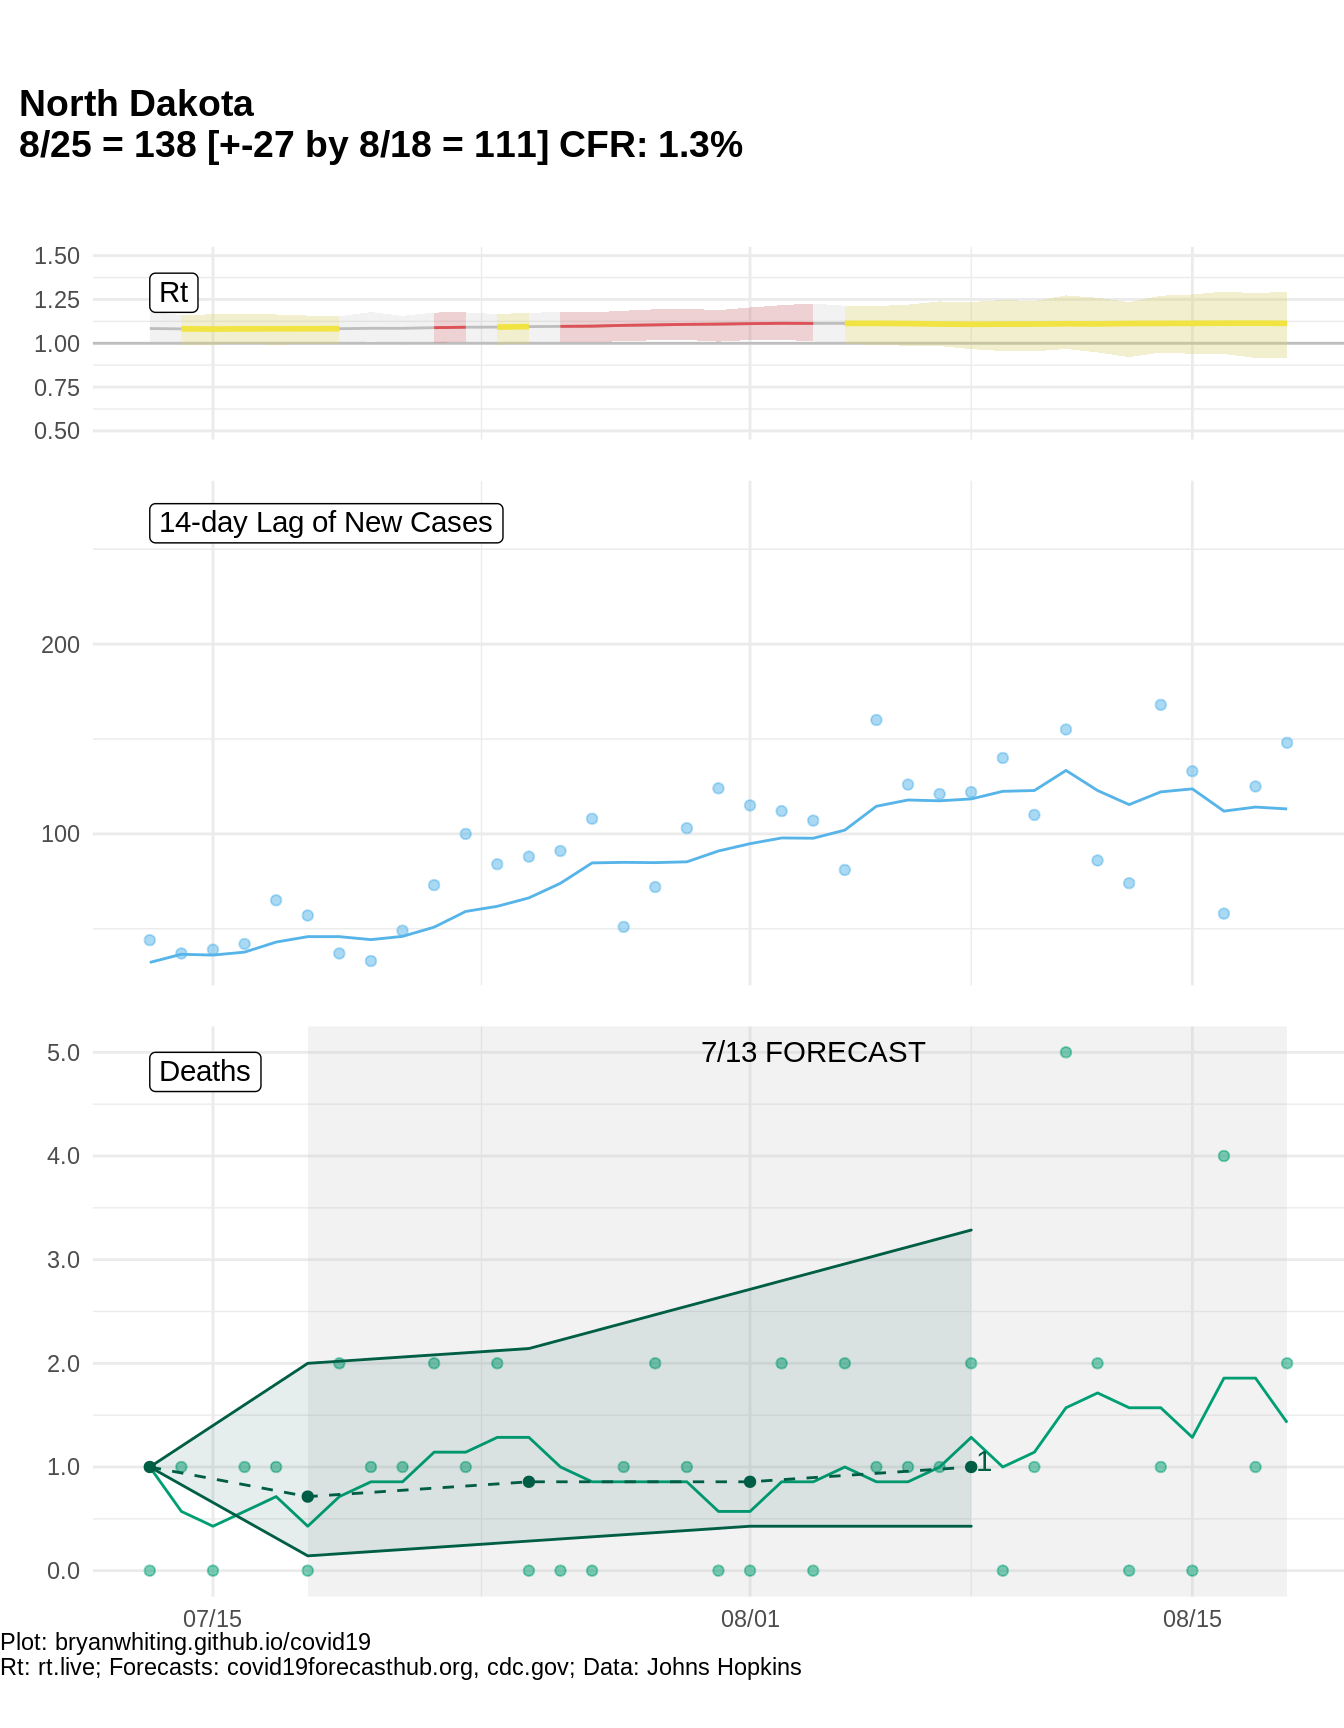 North Dakota
8/25 = 138 [+-27 by 8/18 = 111] CFR: 1.3%
1.50
Rt
1.25
1.00
0.75
0.50
14-day Lag of New Cases
200
100
7/13 FORECAST
5.0
Deaths
4.0
3.0
2.0
1.0
1
0.0
07/15
08/01
08/15
Plot: bryanwhiting.github.io/covid19
Rt: rt.live; Forecasts: covid19forecasthub.org, cdc.gov; Data: Johns Hopkins